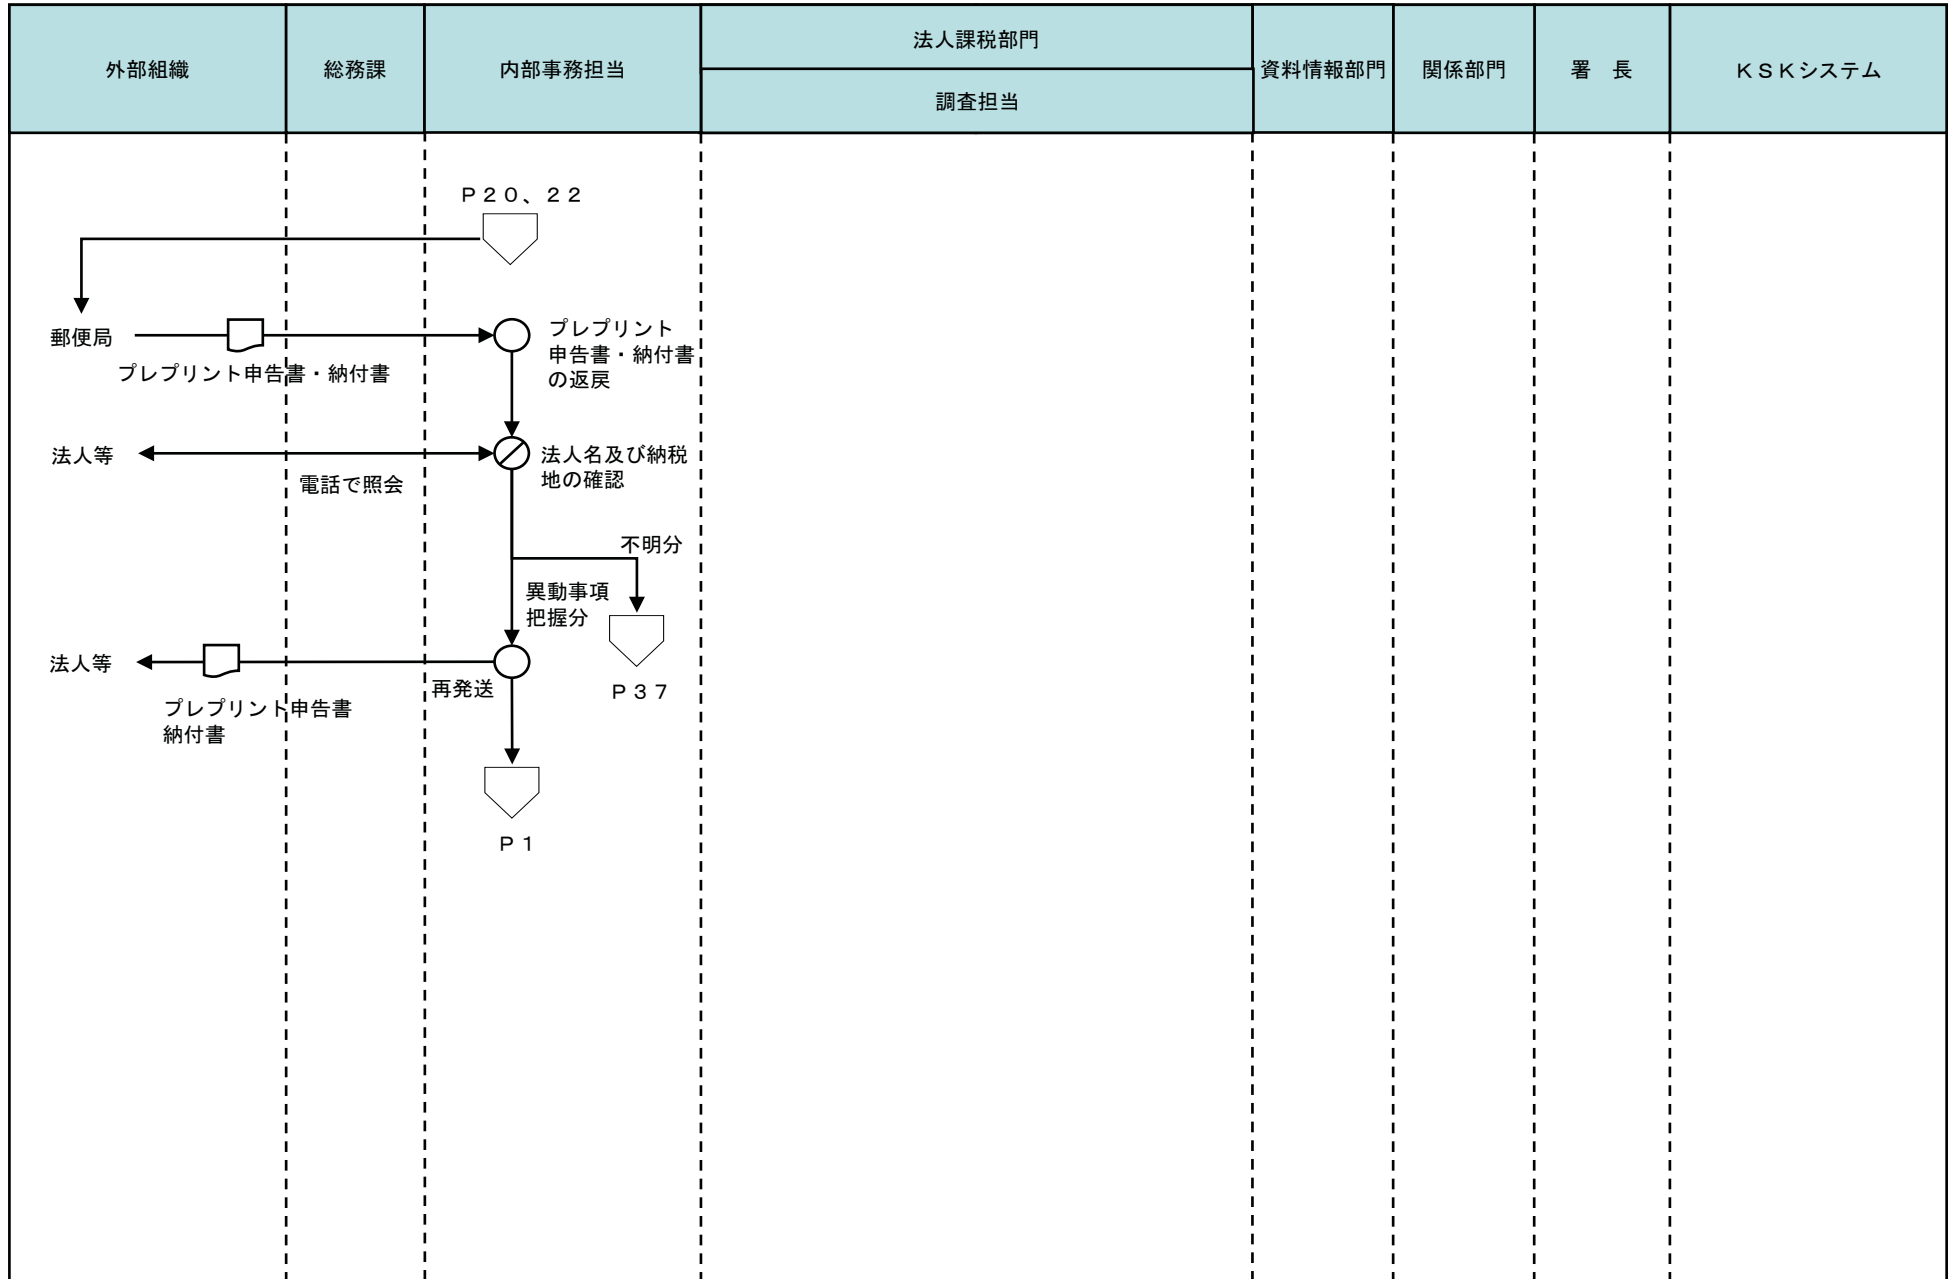 外部組織
総務課
内部事務担当
法人課税部門
調査担当
資料情報部門
関係部門
署　長
ＫＳＫシステム
Ｐ２０、２２
郵便局
プレプリント申告書・納付書
プレプリント
申告書・納付書
の返戻
法人等
電話で照会
法人名及び納税
地の確認
不明分
異動事項
把握分
Ｐ３７
法人等
再発送
プレプリント申告書
納付書
Ｐ１